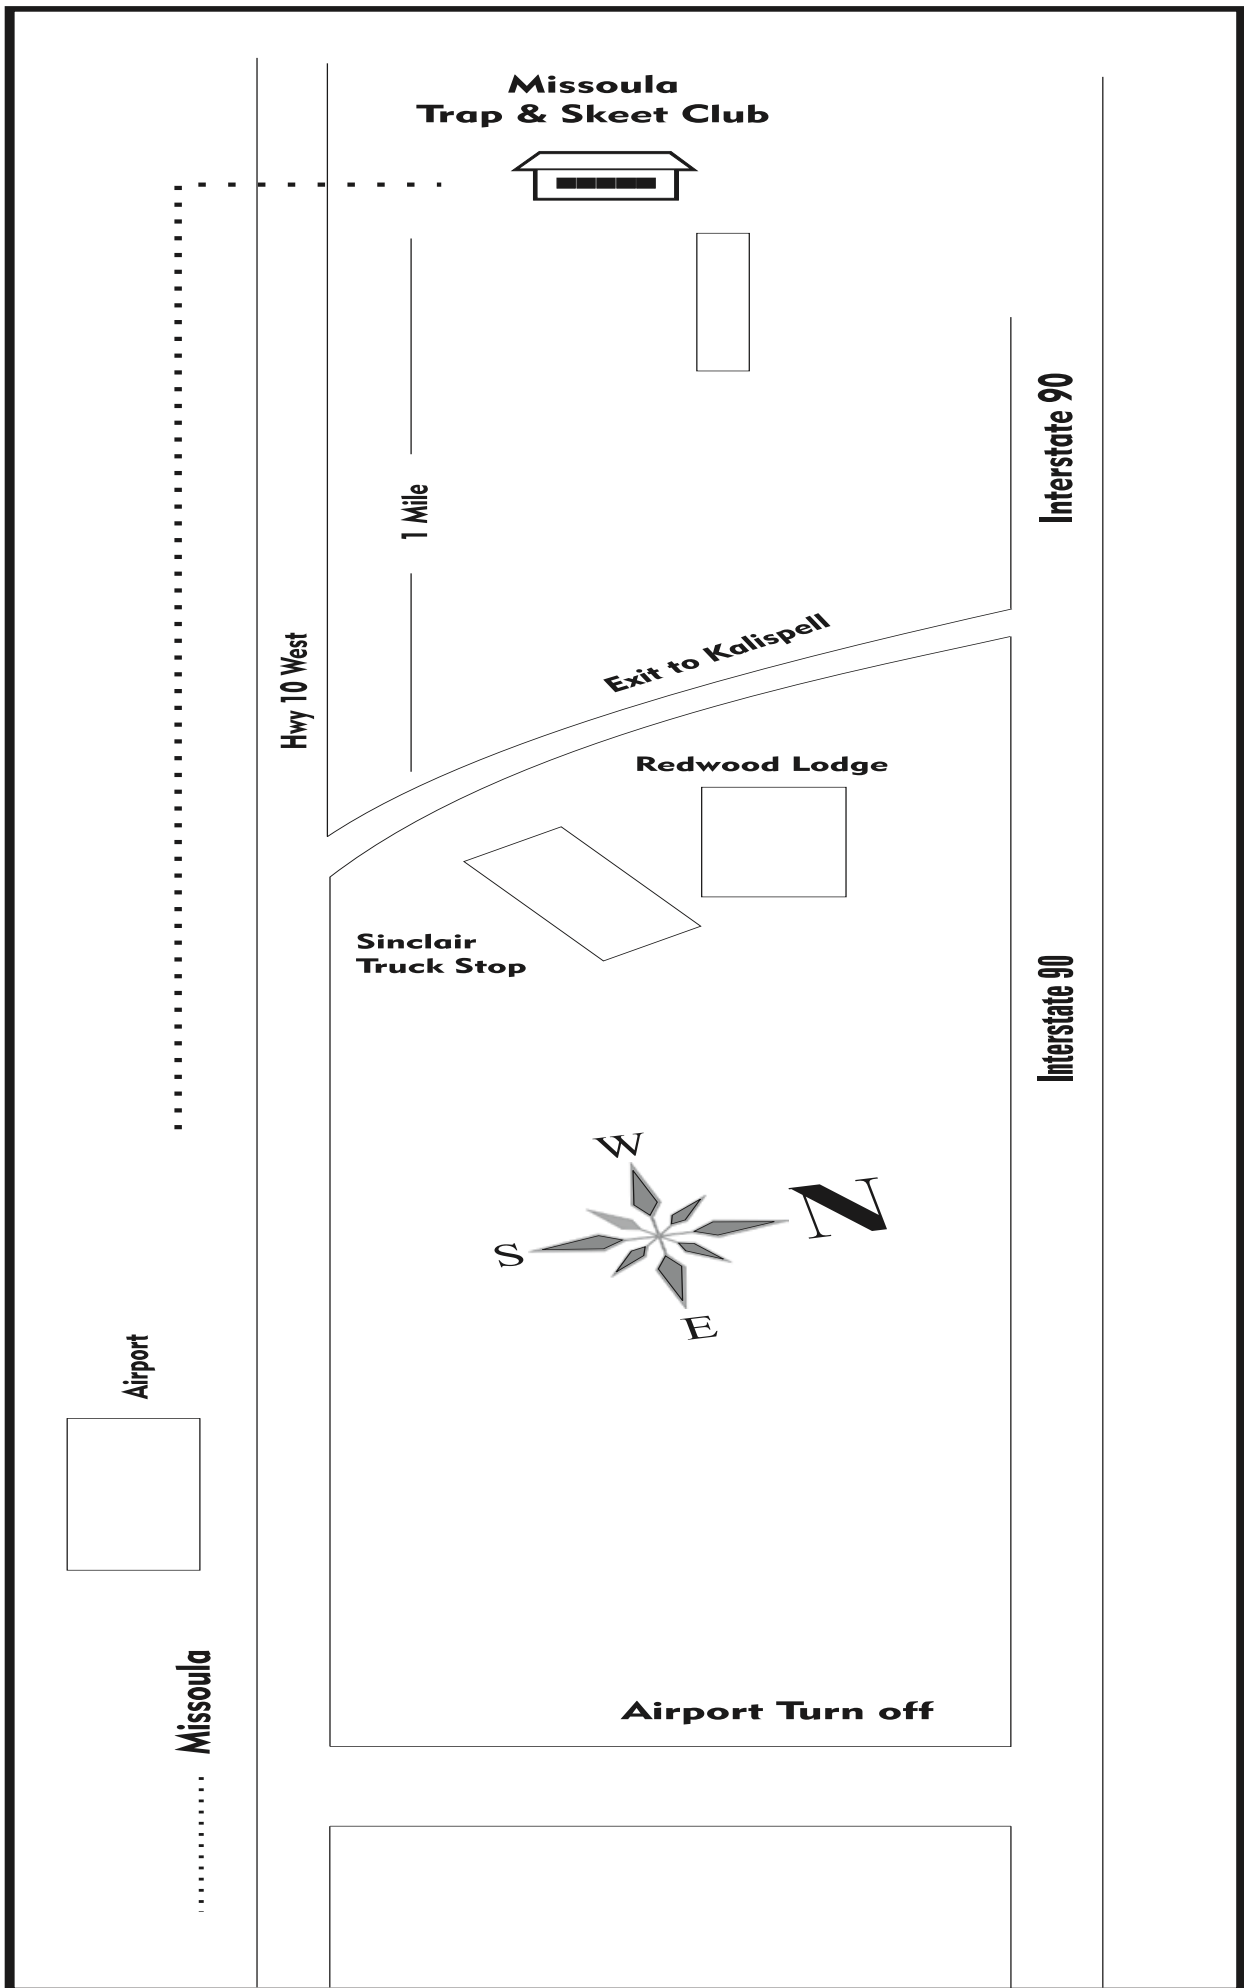 Missoula
Trap & Skeet Club
Interstate 90
1 Mile
Exit to Kalispell
Hwy 10 West
Redwood Lodge
Sinclair
Truck Stop
Interstate 90
W
N
S
E
Airport
Missoula
Airport Turn off